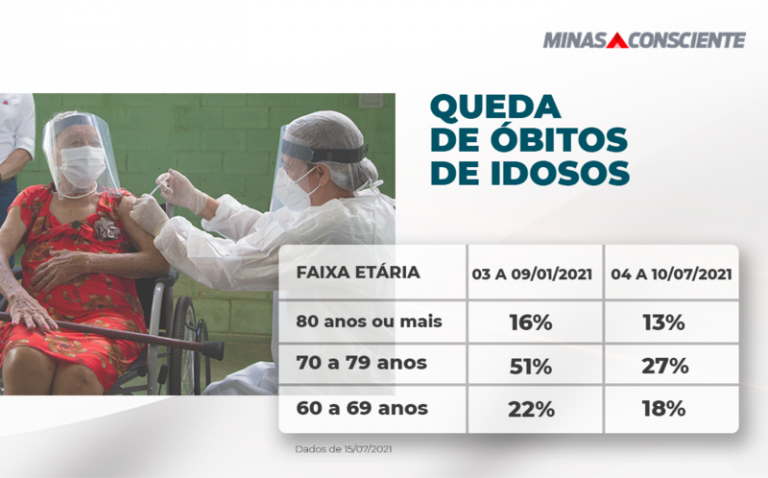 MINAS CONSCIENTE
QUEDA
DE ÓBITOS
DE IDOSOS
FAIXA ETÁRIA 03 A 09/01/2021 04 A 10/07/2021
80 anos ou mais 16% 13%
70 a 79 anos 51% 27%
60 a 69 anos 22% 18%
Dados de 15/07/2021